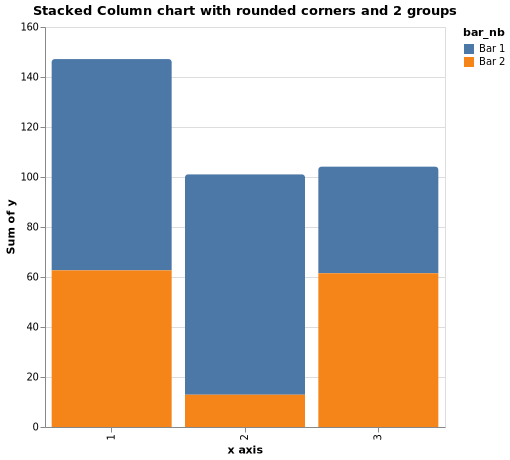 Stacked Column chart with rounded corners and 2 groups
160
140
120
100
80
60
40
20
0
Sum of y
1
2
3
x axis
bar_nb
Bar 1
Bar 2